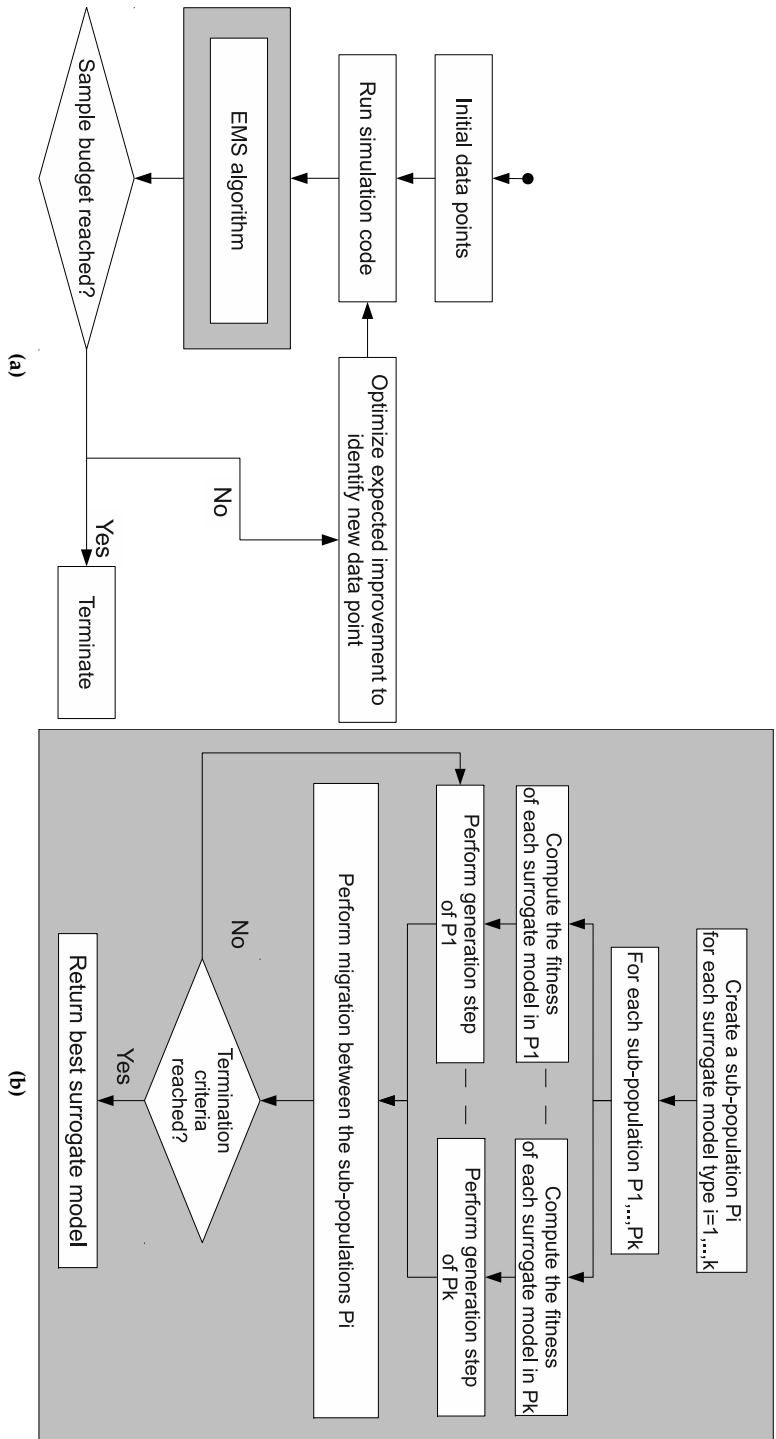 Initial data points
Run simulation code
EMS algorithm
Sample budget reached?
Optimize expected improvement to
identify new data point
No
Yes
Terminate
(a)
Create a sub-population Pi
for each surrogate model type i=1,..,k
For each sub-population P1,..,Pk
Compute the fitness
of each surrogate model in P1
Compute the fitness
of each surrogate model in Pk
Perform generation step
of P1
Perform generation step
of Pk
Perform migration between the sub-populations Pi
Termination
criteria
reached?
No
Yes
Return best surrogate model
(b)